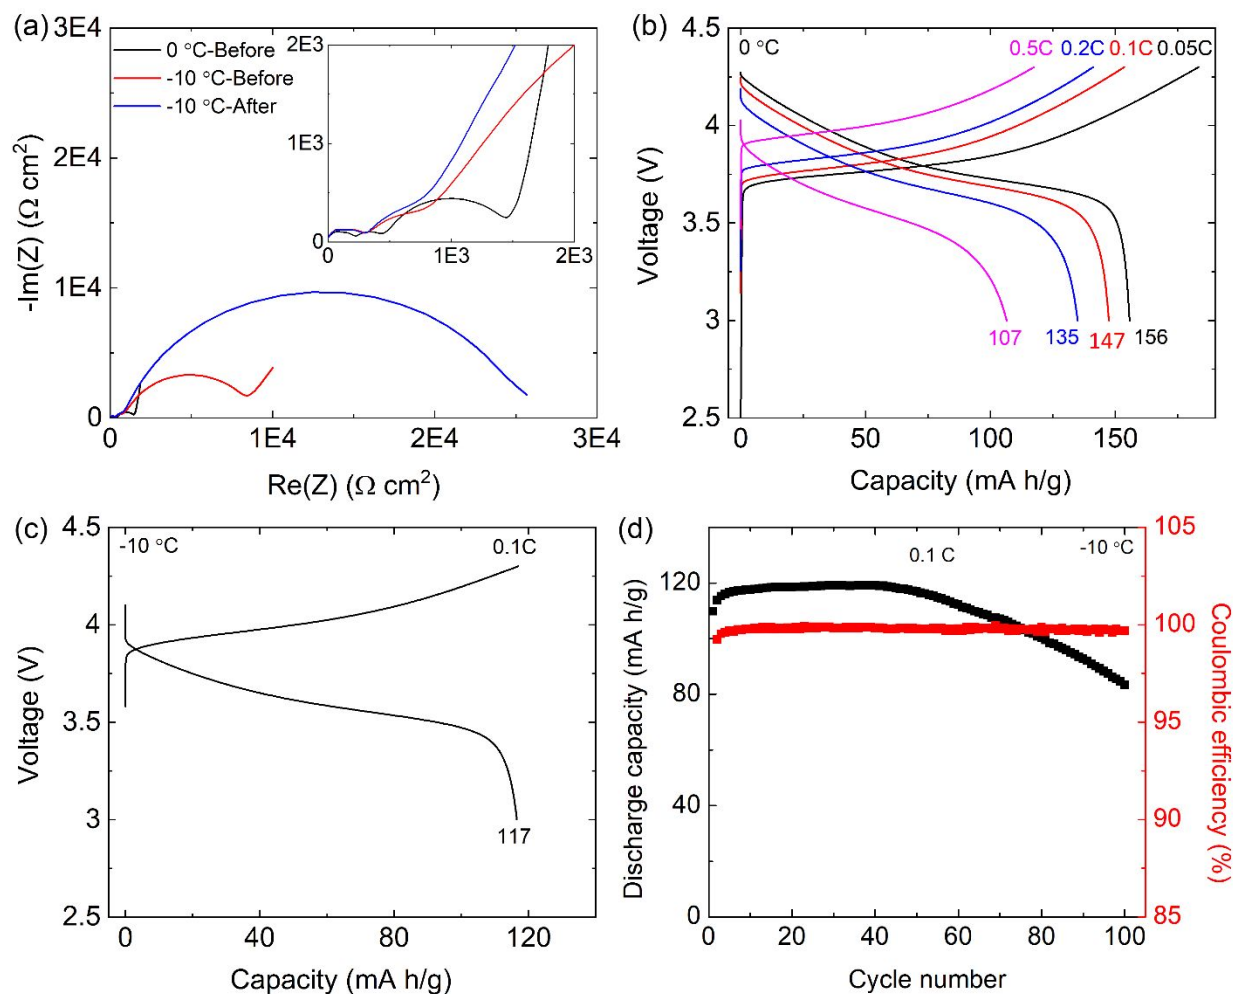 (a)
3E4
2E4
1E4
0
-Im(Z) (Ω cm²)
0 °C-Before
-10 °C-Before
-10 °C-After
2E3
1E3
0
0 1E3 2E3
0 1E4 2E4 3E4
Re(Z) (Ω cm²)
(b)
4.5
4
3.5
3
2.5
Voltage (V)
0 °C 0.5C 0.2C 0.1C 0.05C
107 135 147 156
0 50 100 150
Capacity (mA h/g)
(c)
4.5
4
3.5
3
2.5
Voltage (V)
-10 °C 0.1C
117
0 40 80 120
Capacity (mA h/g)
(d)
120
80
40
0
Discharge capacity (mA h/g)
0.1 C -10 °C
105
100
95
90
85
Coulombic efficiency (%)
0 20 40 60 80 100
Cycle number